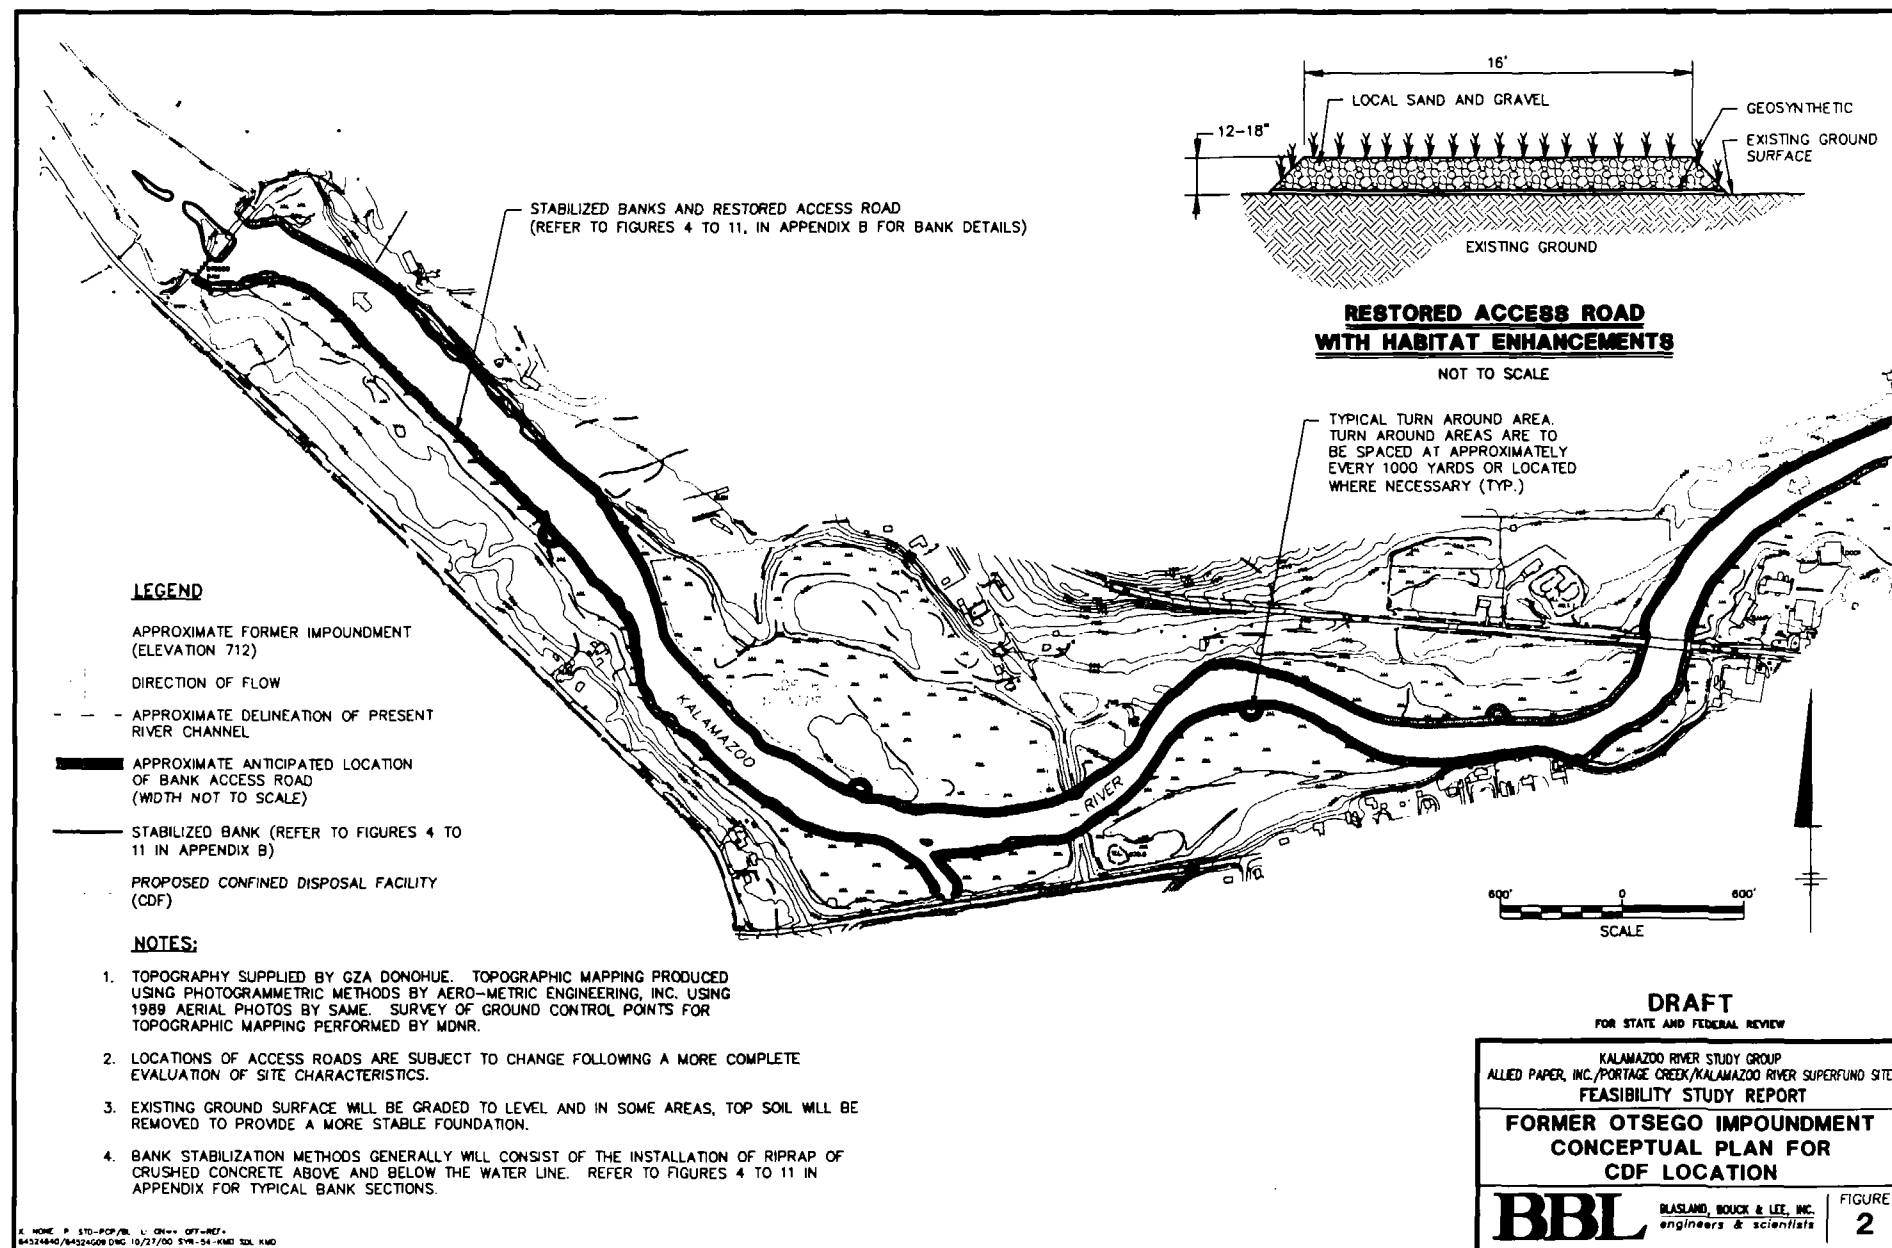 16'
LOCAL SAND AND GRAVEL
GEOSYNTHETIC
12-18"
EXISTING GROUND
SURFACE
EXISTING GROUND
RESTORED ACCESS ROAD
WITH HABITAT ENHANCEMENTS
NOT TO SCALE
STABILIZED BANKS AND RESTORED ACCESS ROAD
(REFER TO FIGURES 4 TO 11, IN APPENDIX B FOR BANK DETAILS)
TYPICAL TURN AROUND AREA.
TURN AROUND AREAS ARE TO
BE SPACED AT APPROXIMATELY
EVERY 1000 YARDS OR LOCATED
WHERE NECESSARY (TYP.)
KALAMAZOO
RIVER
LEGEND
APPROXIMATE FORMER IMPOUNDMENT
(ELEVATION 712)
DIRECTION OF FLOW
APPROXIMATE DELINEATION OF PRESENT
RIVER CHANNEL
APPROXIMATE ANTICIPATED LOCATION
OF BANK ACCESS ROAD
(WIDTH NOT TO SCALE)
STABILIZED BANK (REFER TO FIGURES 4 TO
11 IN APPENDIX B)
PROPOSED CONFINED DISPOSAL FACILITY
(CDF)
NOTES:
1. TOPOGRAPHY SUPPLIED BY GZA DONOHUE. TOPOGRAPHIC MAPPING PRODUCED
USING PHOTOGRAMMETRIC METHODS BY AERO-METRIC ENGINEERING, INC. USING
1989 AERIAL PHOTOS BY SAME. SURVEY OF GROUND CONTROL POINTS FOR
TOPOGRAPHIC MAPPING PERFORMED BY MDNR.
2. LOCATIONS OF ACCESS ROADS ARE SUBJECT TO CHANGE FOLLOWING A MORE COMPLETE
EVALUATION OF SITE CHARACTERISTICS.
3. EXISTING GROUND SURFACE WILL BE GRADED TO LEVEL AND IN SOME AREAS, TOP SOIL WILL BE
REMOVED TO PROVIDE A MORE STABLE FOUNDATION.
4. BANK STABILIZATION METHODS GENERALLY WILL CONSIST OF THE INSTALLATION OF RIPRAP OF
CRUSHED CONCRETE ABOVE AND BELOW THE WATER LINE. REFER TO FIGURES 4 TO 11 IN
APPENDIX FOR TYPICAL BANK SECTIONS.
600' 0 600'
SCALE
DRAFT
FOR STATE AND FEDERAL REVIEW
KALAMAZOO RIVER STUDY GROUP
ALLIED PAPER, INC./PORTAGE CREEK/KALAMAZOO RIVER SUPERFUND SITE
FEASIBILITY STUDY REPORT
FORMER OTSEGO IMPOUNDMENT
CONCEPTUAL PLAN FOR
CDF LOCATION
BBL
BLASLAND, BOUCK & LEE, INC.
engineers & scientists
FIGURE
2